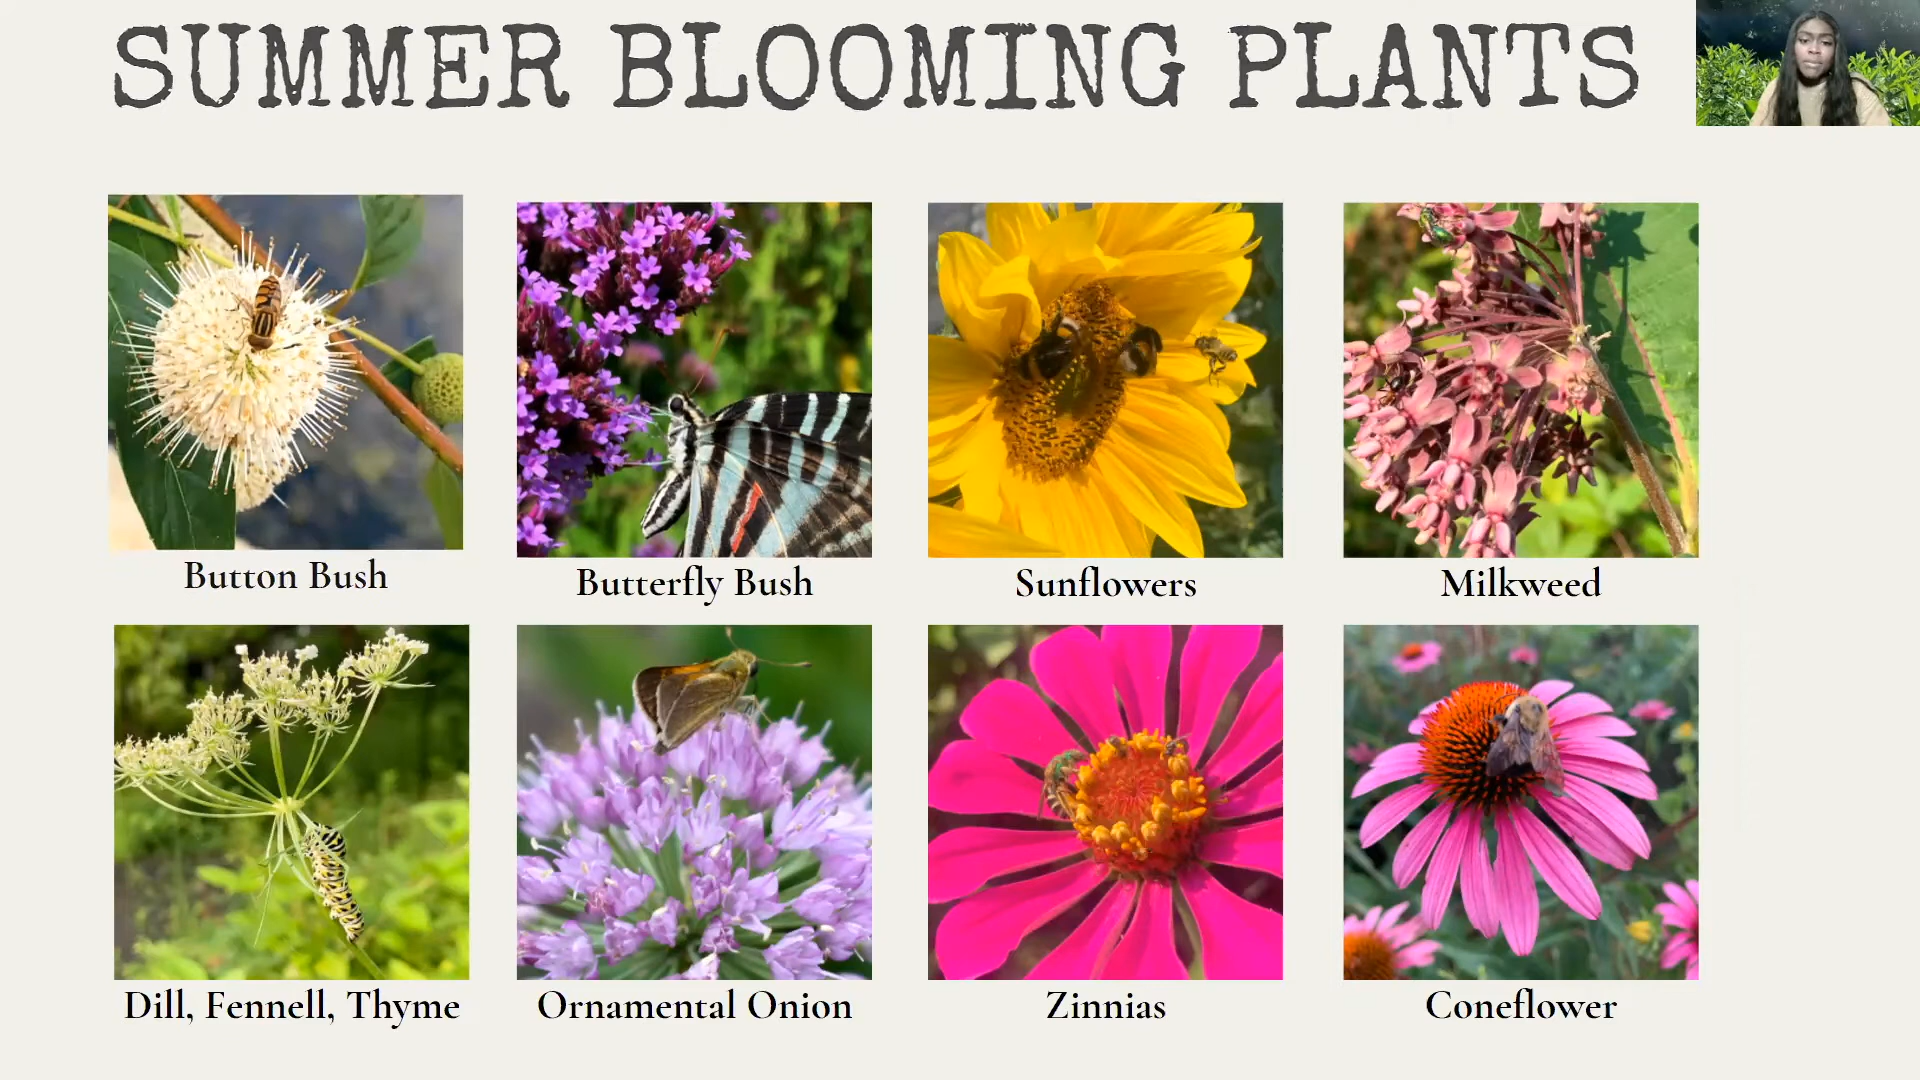 SUMMER BLOOMING PLANTS
Button Bush
Butterfly Bush
Sunflowers
Milkweed
Dill, Fennell, Thyme
Ornamental Onion
Zinnias
Coneflower